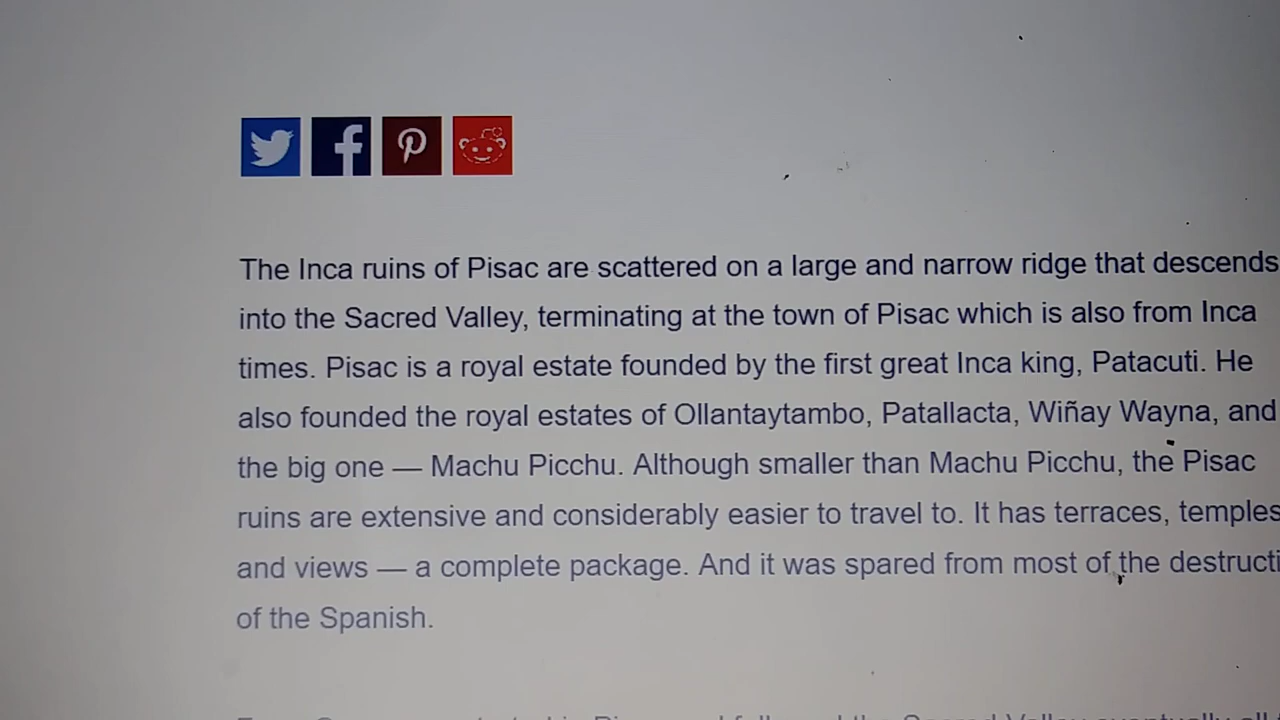 The Inca ruins of Pisac are scattered on a large and narrow ridge that descends
into the Sacred Valley, terminating at the town of Pisac which is also from Inca
times. Pisac is a royal estate founded by the first great Inca king, Patacuti. He
also founded the royal estates of Ollantaytambo, Patallacta, Wiñay Wayna, and
the big one — Machu Picchu. Although smaller than Machu Picchu, the Pisac
ruins are extensive and considerably easier to travel to. It has terraces, temples
and views — a complete package. And it was spared from most of the destructi
of the Spanish.